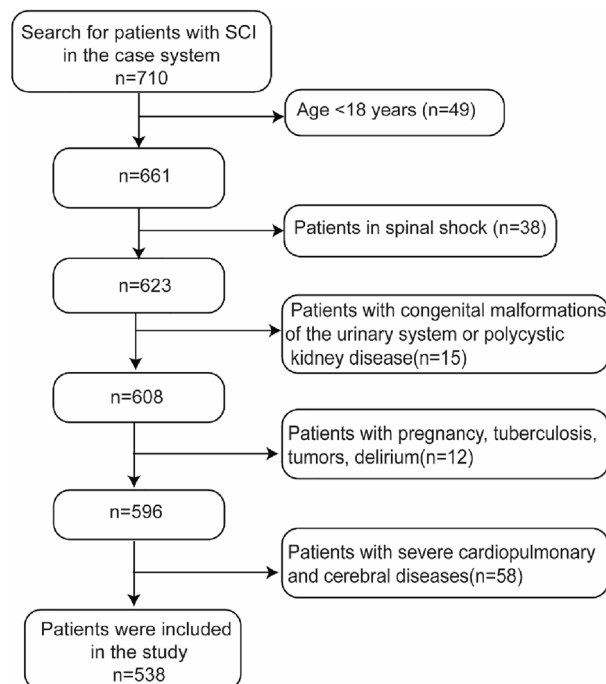 Search for patients with SCI
in the case system
n=710
Age <18 years (n=49)
n=661
Patients in spinal shock (n=38)
n=623
Patients with congenital malformations
of the urinary system or polycystic
kidney disease(n=15)
n=608
Patients with pregnancy, tuberculosis,
tumors, delirium(n=12)
n=596
Patients with severe cardiopulmonary
and cerebral diseases(n=58)
Patients were included
in the study
n=538